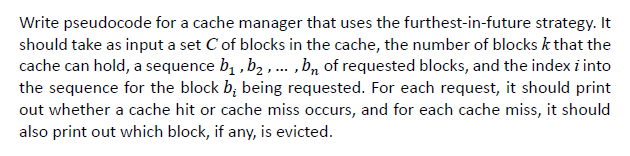 Write pseudocode for a cache manager that uses the furthest-in-future strategy. It
should take as input a set C of blocks in the cache, the number of blocks k that the
cache can hold, a sequence b₁ , b₂ , ... , bₙ of requested blocks, and the index i into
the sequence for the block bᵢ being requested. For each request, it should print
out whether a cache hit or cache miss occurs, and for each cache miss, it should
also print out which block, if any, is evicted.